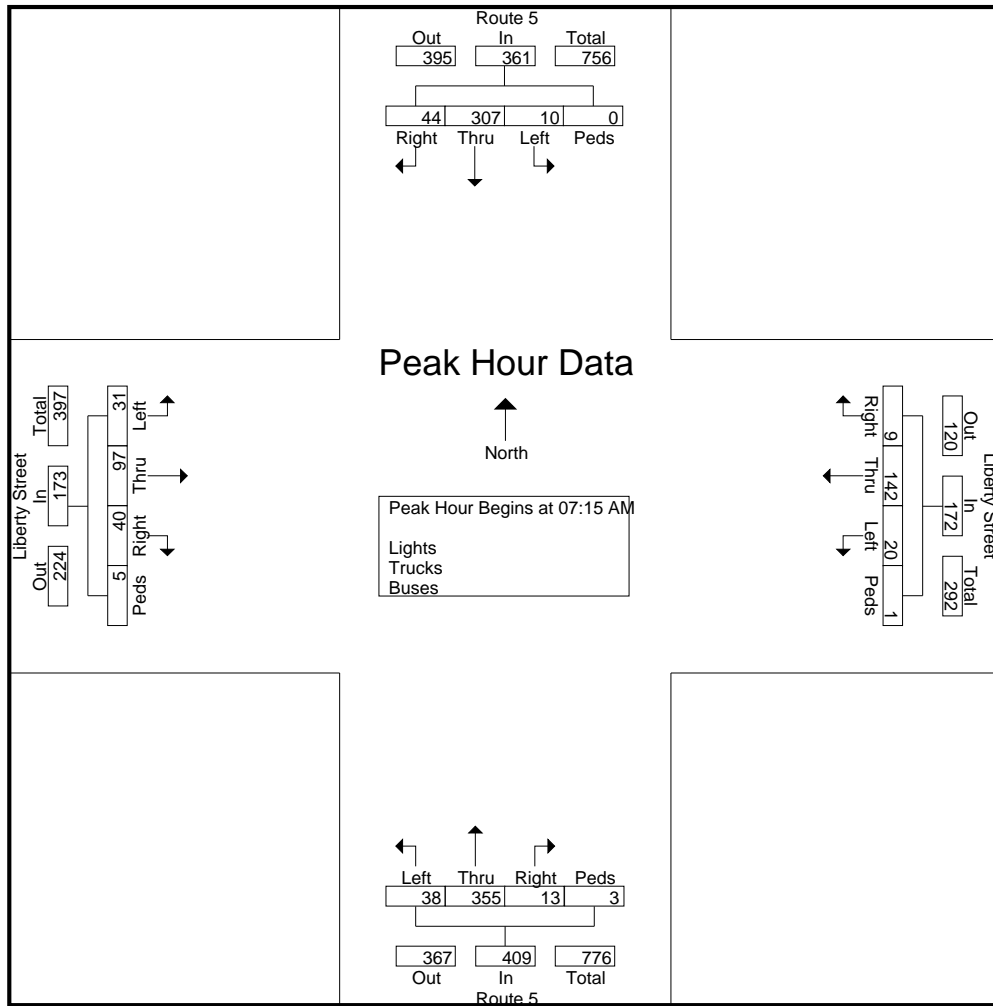 Route 5
Out In Total
395 361 756
44 307 10 0
Right Thru Left Peds
Peak Hour Data
North
Peak Hour Begins at 07:15 AM
Lights
Trucks
Buses
Liberty Street
Out In Total
224 173 397
5 40 97 31
Peds Right Thru Left
Liberty Street
Out In Total
120 172 292
9 142 20 1
Right Thru Left Peds
Left Thru Right Peds
38 355 13 3
367 409 776
Out In Total
Route 5